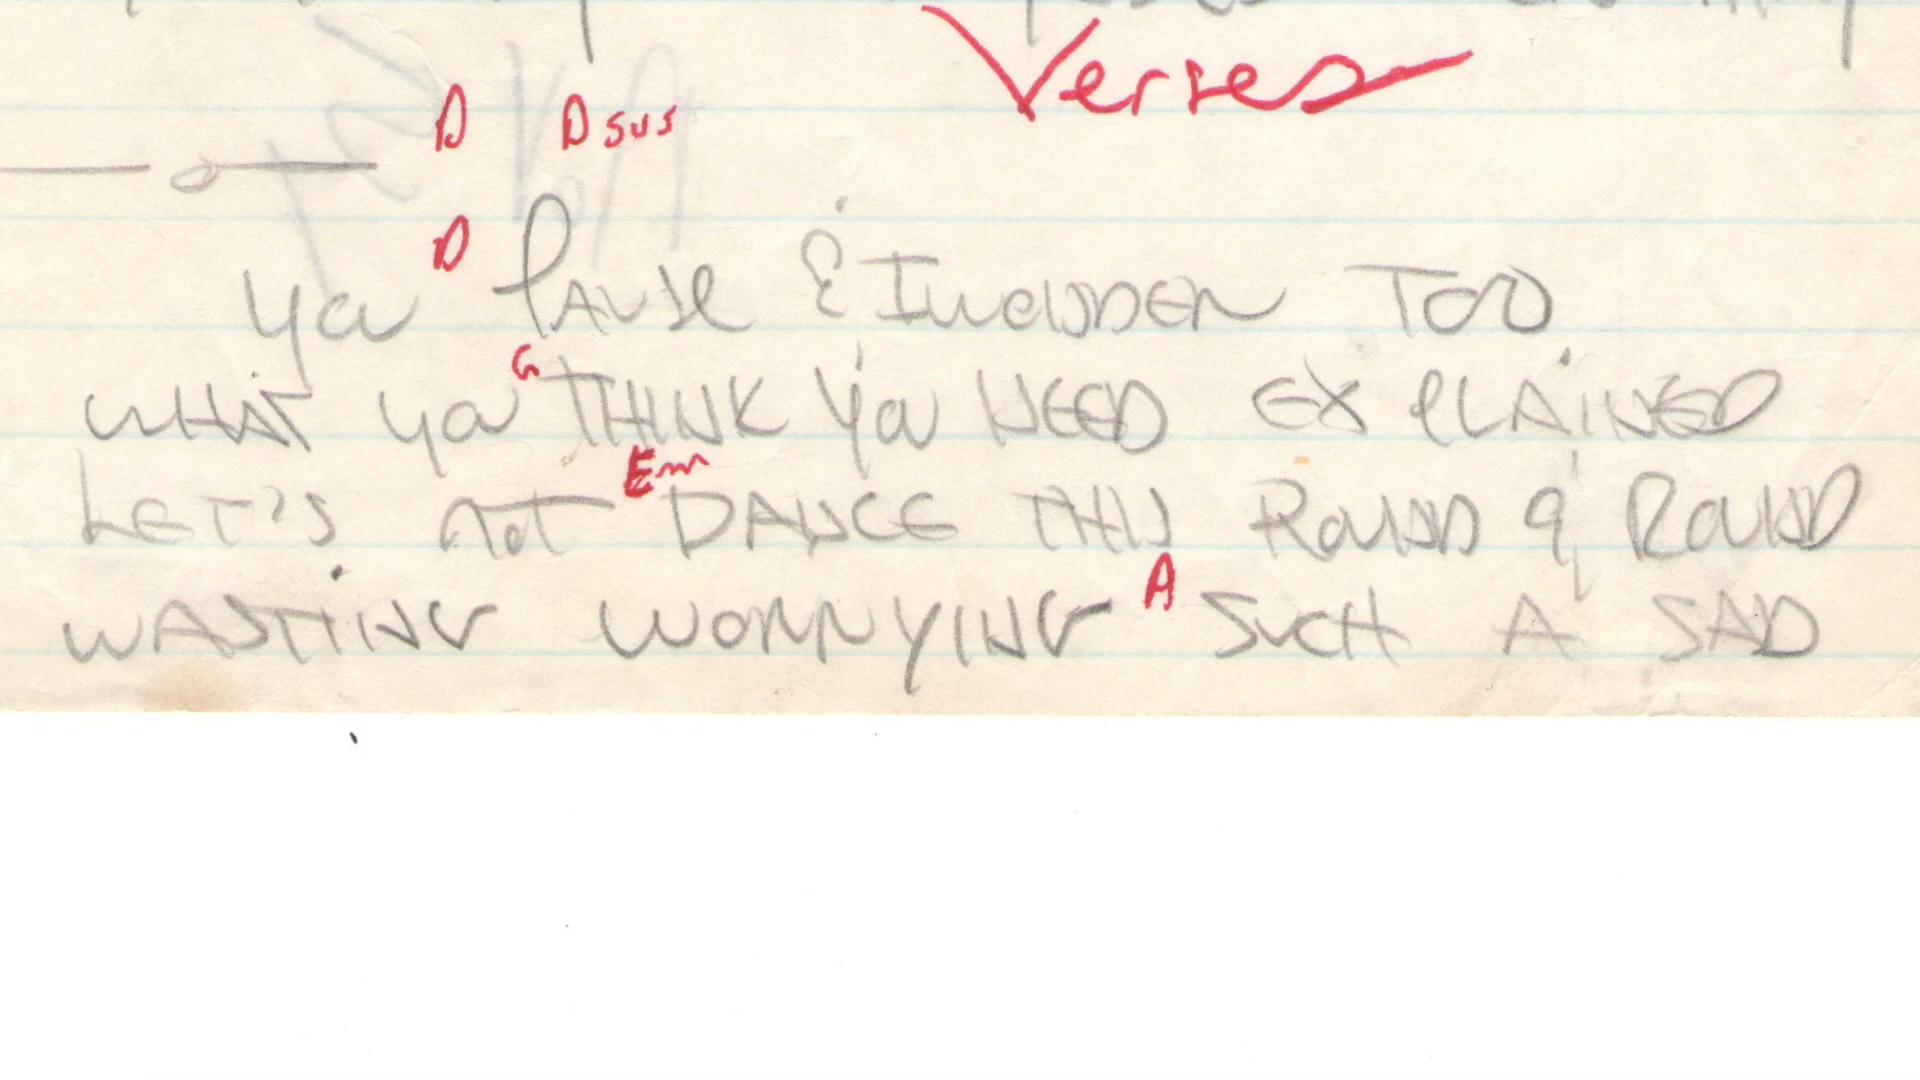 Verses
D D sus
D
You Pause & I wonder Too
WHAT you THINK you NEED EXPLAINED
G
Em
LET'S not DANCE THIS Round & Round
A
WASTING WORRYING SUCH A SAD